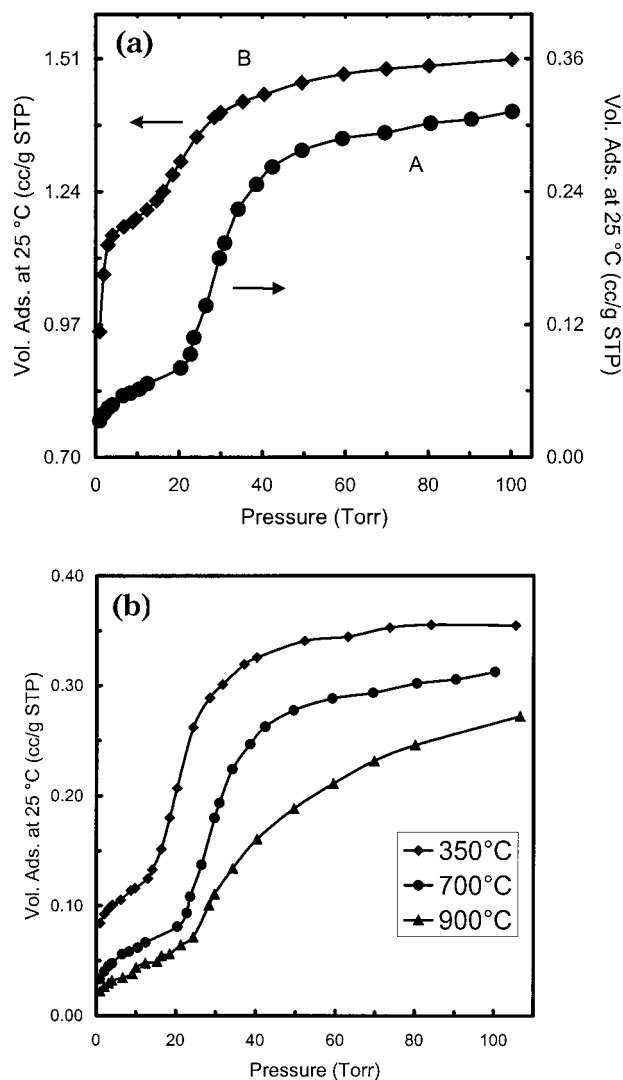 (a)
B
A
1.51
1.24
0.97
0.70
0.36
0.24
0.12
0.00
0 20 40 60 80 100
Vol. Ads. at 25 °C (cc/g STP)
Vol. Ads. at 25 °C (cc/g STP)
Pressure (Torr)
(b)
0.40
0.30
0.20
0.10
0.00
0 20 40 60 80 100
Vol. Ads. at 25 °C (cc/g STP)
350°C
700°C
900°C
Pressure (Torr)